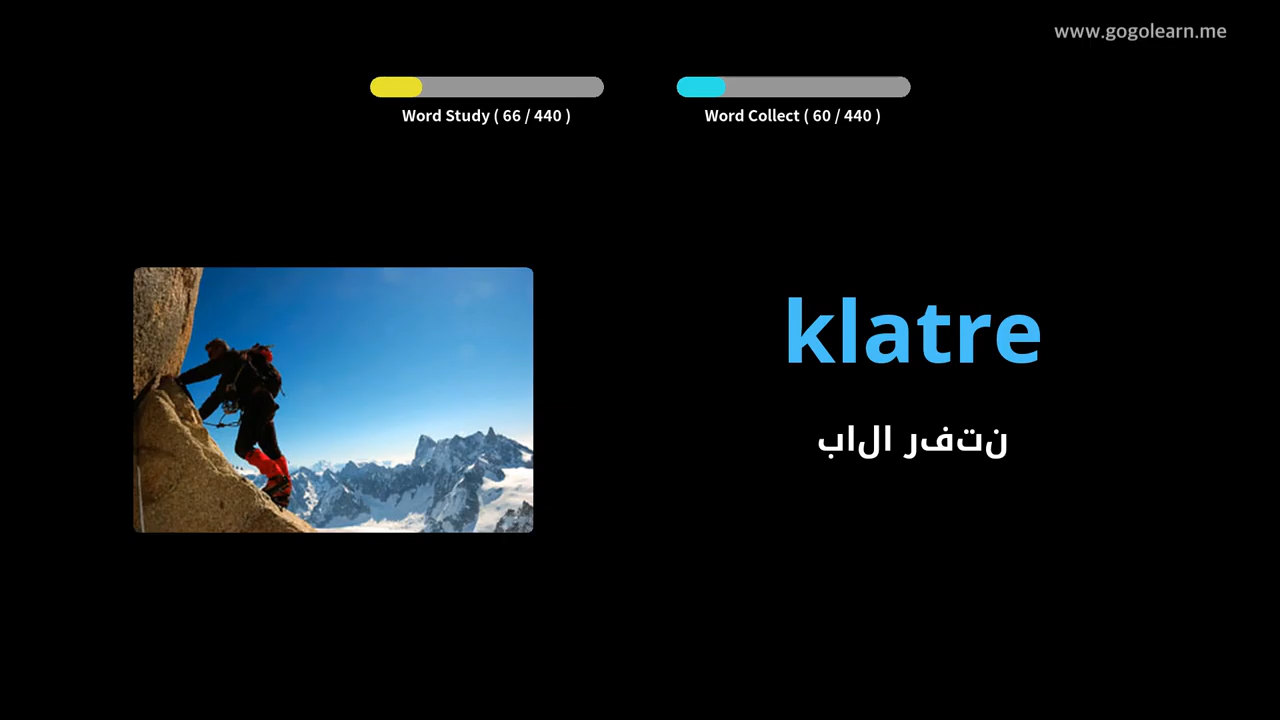 www.gogolearn.me
Word Study ( 66 / 440 )
Word Collect ( 60 / 440 )
klatre
نتفر الاب